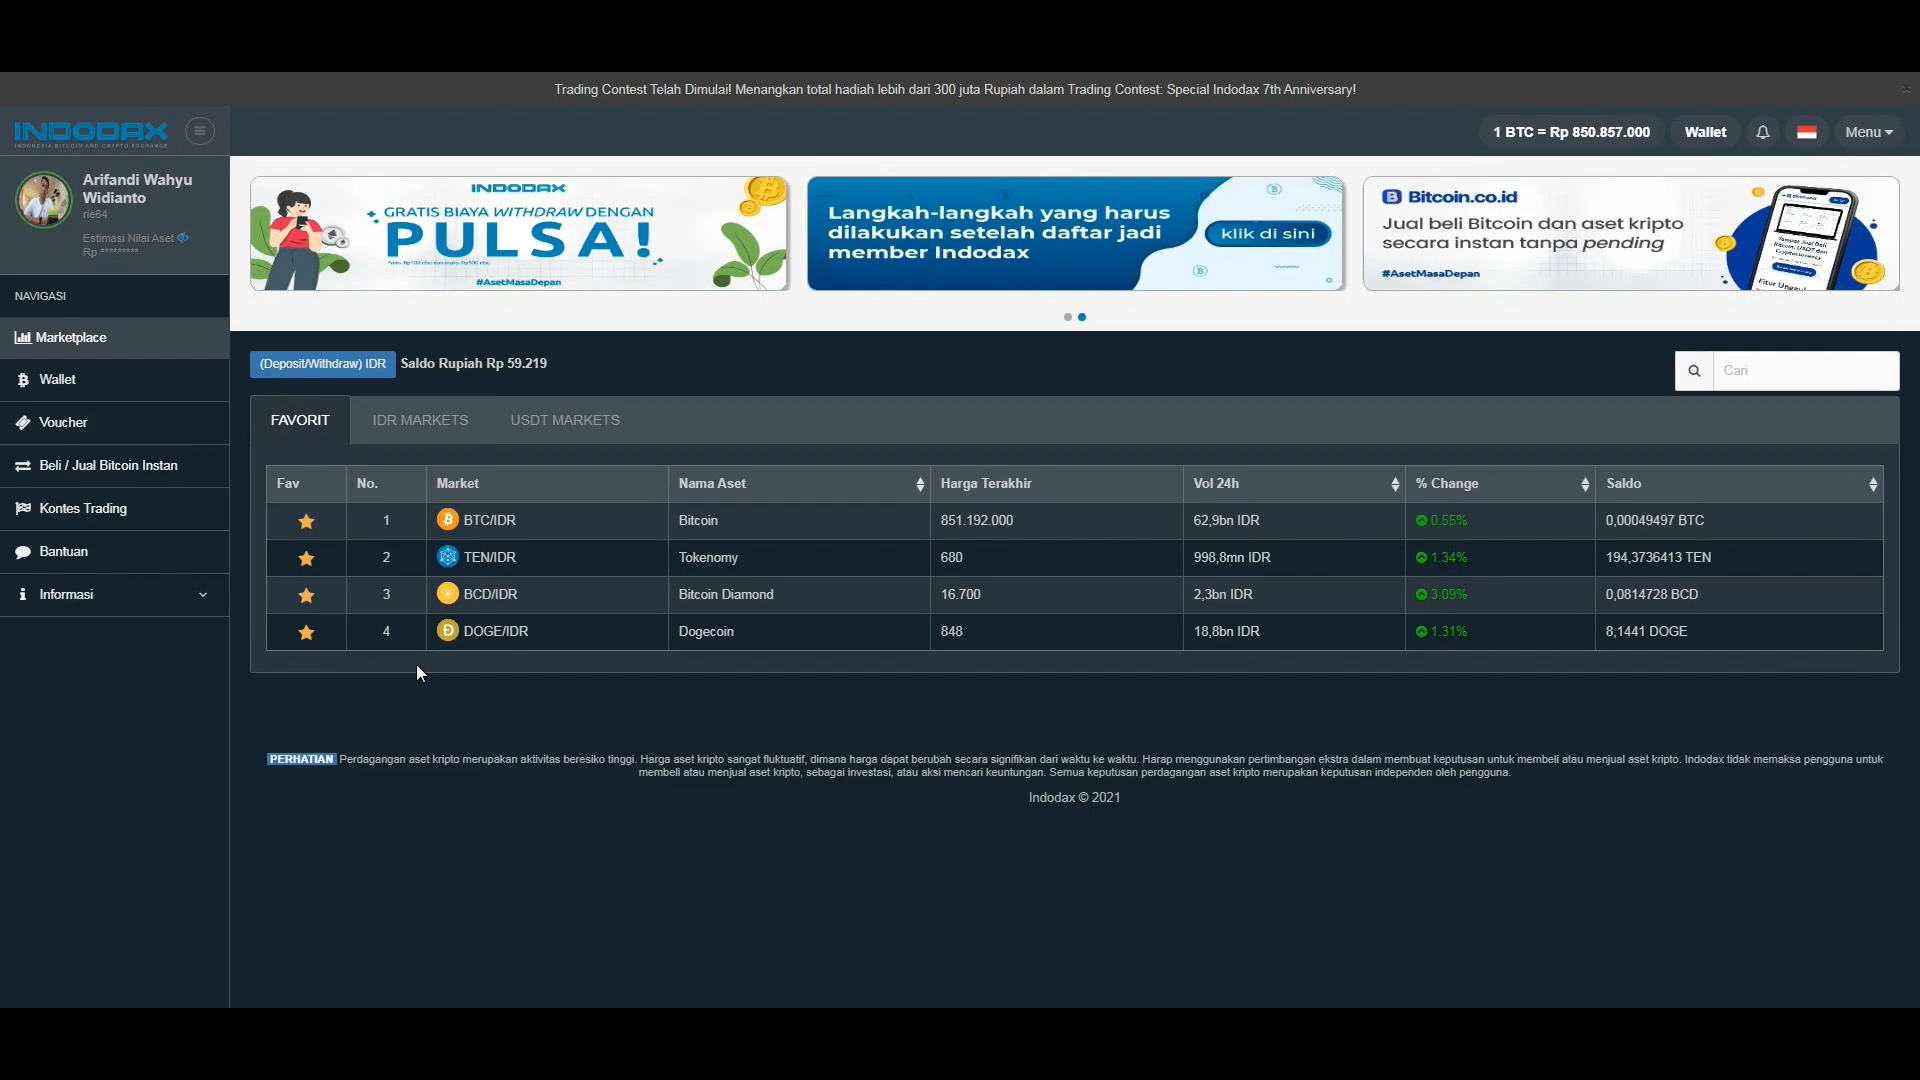 Trading Contest Telah Dimulai! Menangkan total hadiah lebih dari 300 juta Rupiah dalam Trading Contest: Special Indodax 7th Anniversary!
INDODAX
INDONESIA BITCOIN AND CRYPTO EXCHANGE
1 BTC = Rp 850.857.000
Wallet
Menu
Arifandi Wahyu
Widianto
rie64
Estimasi Nilai Aset
Rp *********
NAVIGASI
Marketplace
Wallet
Voucher
Beli / Jual Bitcoin Instan
Kontes Trading
Bantuan
Informasi
INDODAX
GRATIS BIAYA WITHDRAW DENGAN
PULSA!
#AsetMasaDepan
Langkah-langkah yang harus
dilakukan setelah daftar jadi
member Indodax
klik di sini
Bitcoin.co.id
Jual beli Bitcoin dan aset kripto
secara instan tanpa pending
#AsetMasaDepan
(Deposit/Withdraw) IDR Saldo Rupiah Rp 59.219
Cari
FAVORIT IDR MARKETS USDT MARKETS
Fav No. Market Nama Aset Harga Terakhir Vol 24h % Change Saldo
1 BTC/IDR Bitcoin 851.192.000 62,9bn IDR 0.55% 0,00049497 BTC
2 TEN/IDR Tokenomy 680 998,8mn IDR 1.34% 194,3736413 TEN
3 BCD/IDR Bitcoin Diamond 16.700 2,3bn IDR 3.09% 0,0814728 BCD
4 DOGE/IDR Dogecoin 848 18,8bn IDR 1.31% 8,1441 DOGE
PERHATIAN Perdagangan aset kripto merupakan aktivitas beresiko tinggi. Harga aset kripto sangat fluktuatif, dimana harga dapat berubah secara signifikan dari waktu ke waktu. Harap menggunakan pertimbangan ekstra dalam membuat keputusan untuk membeli atau menjual aset kripto. Indodax tidak memaksa pengguna untuk
membeli atau menjual aset kripto, sebagai investasi, atau aksi mencari keuntungan. Semua keputusan perdagangan aset kripto merupakan keputusan independen oleh pengguna.
Indodax © 2021